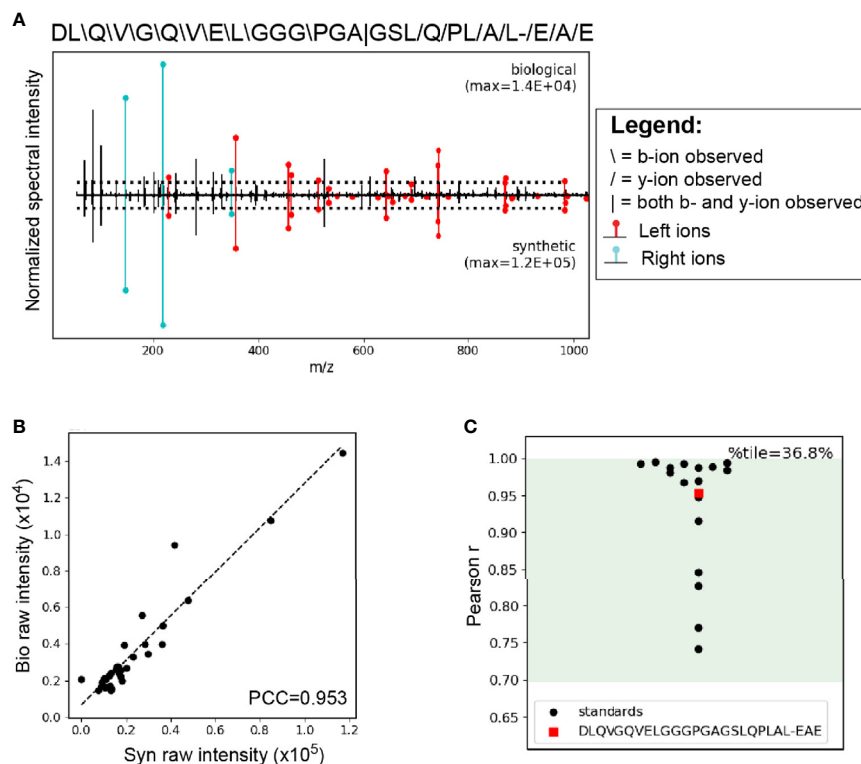 A
DL\Q\V\G\Q\V\E\L\GGG\PGA|GSL/Q/PL/A/L-/E/A/E
Normalized spectral intensity
biological
(max=1.4E+04)
synthetic
(max=1.2E+05)
200 400 600 800 1000
m/z
Legend:
\ = b-ion observed
/ = y-ion observed
| = both b- and y-ion observed
Left ions
Right ions
B
Bio raw intensity (x10⁴)
1.4
1.2
1.0
0.8
0.6
0.4
0.2
0.0
PCC=0.953
0.0 0.2 0.4 0.6 0.8 1.0 1.2
Syn raw intensity (x10⁵)
C
%tile=36.8%
Pearson r
1.00
0.95
0.90
0.85
0.80
0.75
0.70
0.65
standards
DLQVGQVELGGGPGAGSLQPLAL-EAE